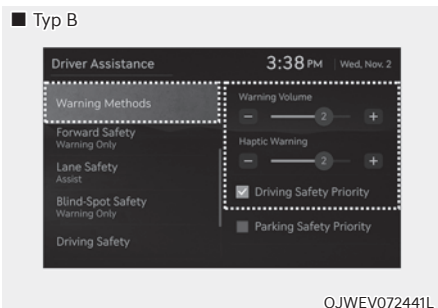 ■ Typ B
Driver Assistance
3:38 PM
Wed, Nov. 2
Warning Methods
Forward Safety
Warning Only
Lane Safety
Assist
Blind-Spot Safety
Warning Only
Driving Safety
Warning Volume
− 2 +
Haptic Warning
− 2 +
Driving Safety Priority
Parking Safety Priority
OJWEV072441L